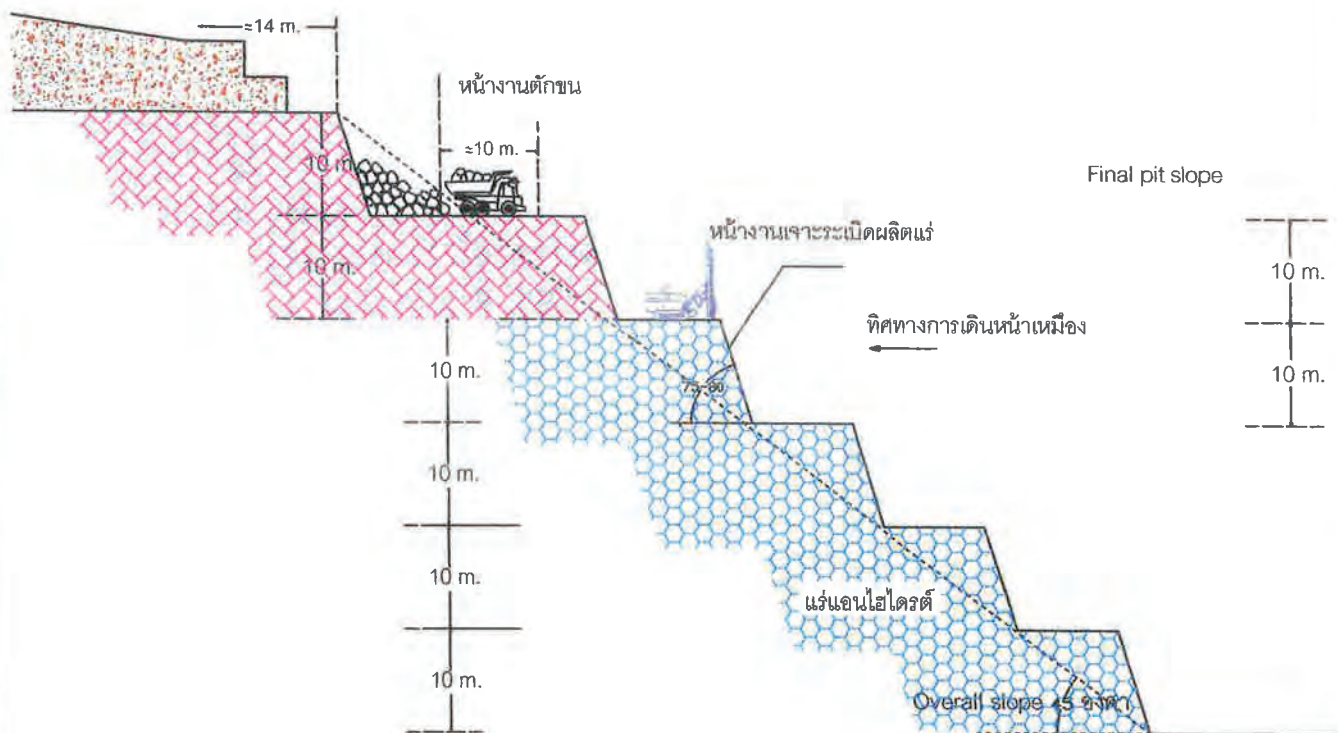 ≈14 m.
หน้างานตักขน
≈10 m.
10 m.
Final pit slope
หน้างานเจาะระเบิดผลิตแร่
10 m.
10 m.
ทิศทางการเดินหน้าเหมือง
10 m.
10 m.
75-80
10 m.
10 m.
แร่แอนไฮไดรต์
10 m.
Overall slope 45 องศา